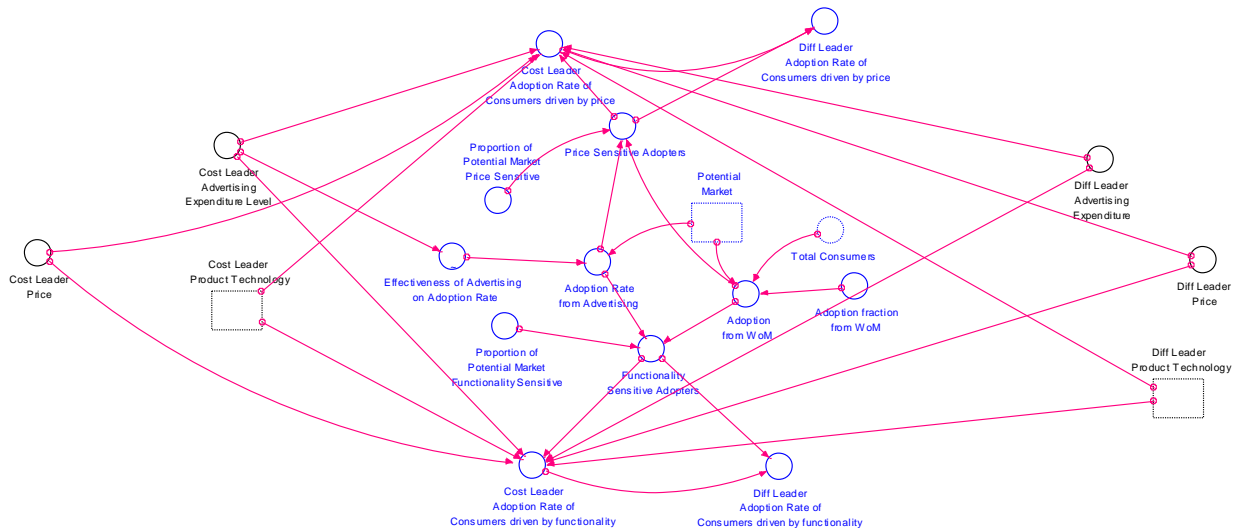 Diff Leader
Adoption Rate of
Consumers driven by price
Cost Leader
Adoption Rate of
Consumers driven by price
Proportion of
Potential Market
Price Sensitive
Price Sensitive Adopters
Cost Leader
Advertising
Expenditure Level
Potential
Market
Diff Leader
Advertising
Expenditure
Total Consumers
Cost Leader
Price
Cost Leader
Product Technology
Effectiveness of Advertising
on Adoption Rate
Adoption Rate
from Advertising
Adoption
from WoM
Adoption fraction
from WoM
Diff Leader
Price
Proportion of
Potential Market
Functionality Sensitive
Functionality
Sensitive Adopters
Diff Leader
Product Technology
Cost Leader
Adoption Rate of
Consumers driven by functionality
Diff Leader
Adoption Rate of
Consumers driven by functionality